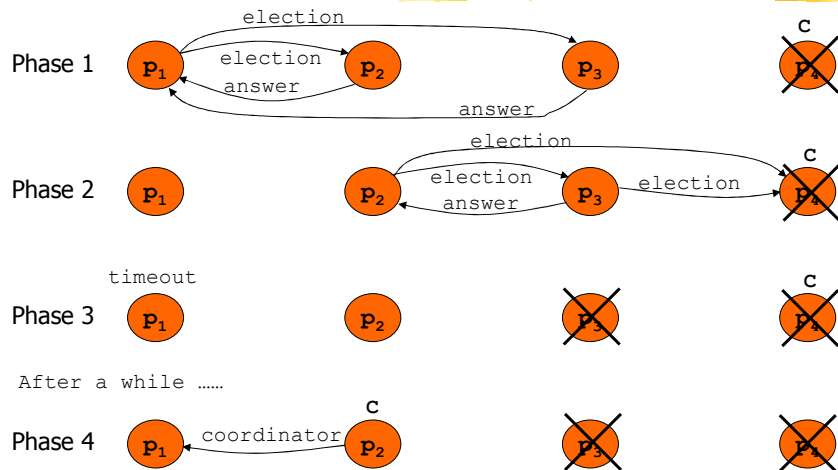 election
C
Phase 1
p1
election
p2
p3
p4
answer
answer
election
C
Phase 2
p1
p2
election
p3
election
p4
answer
timeout
C
Phase 3
p1
p2
p3
p4
After a while ……
C
Phase 4
p1
coordinator
p2
p3
p4